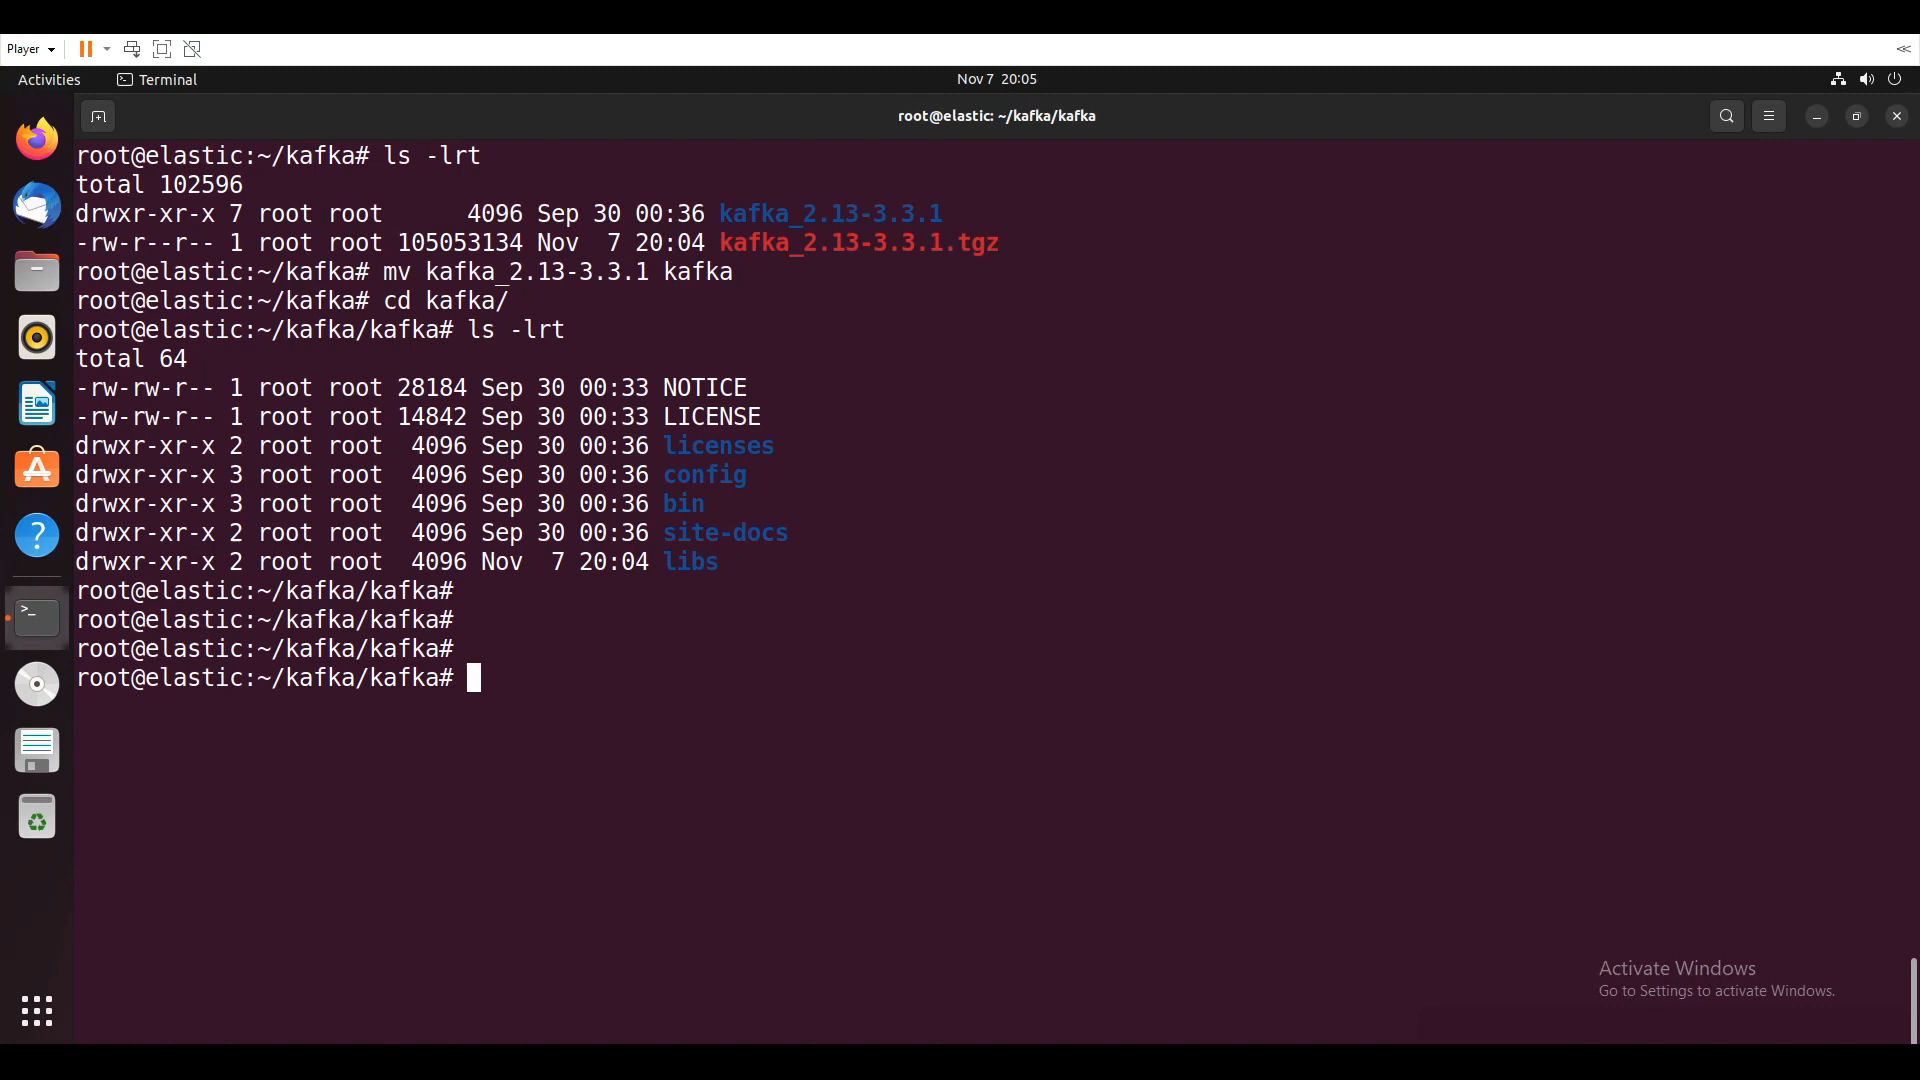 Player
Activities Terminal Nov 7 20:05
root@elastic: ~/kafka/kafka
root@elastic:~/kafka# ls -lrt
total 102596
drwxr-xr-x 7 root root      4096 Sep 30 00:36 kafka_2.13-3.3.1
-rw-r--r-- 1 root root 105053134 Nov  7 20:04 kafka_2.13-3.3.1.tgz
root@elastic:~/kafka# mv kafka_2.13-3.3.1 kafka
root@elastic:~/kafka# cd kafka/
root@elastic:~/kafka/kafka# ls -lrt
total 64
-rw-rw-r-- 1 root root 28184 Sep 30 00:33 NOTICE
-rw-rw-r-- 1 root root 14842 Sep 30 00:33 LICENSE
drwxr-xr-x 2 root root  4096 Sep 30 00:36 licenses
drwxr-xr-x 3 root root  4096 Sep 30 00:36 config
drwxr-xr-x 3 root root  4096 Sep 30 00:36 bin
drwxr-xr-x 2 root root  4096 Sep 30 00:36 site-docs
drwxr-xr-x 2 root root  4096 Nov  7 20:04 libs
root@elastic:~/kafka/kafka#
root@elastic:~/kafka/kafka#
root@elastic:~/kafka/kafka#
root@elastic:~/kafka/kafka#
Activate Windows
Go to Settings to activate Windows.